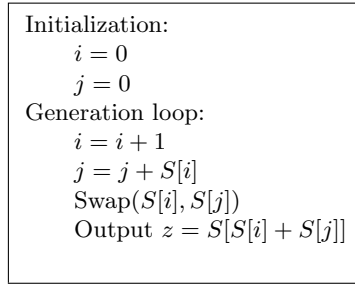 Initialization:
i = 0
j = 0
Generation loop:
i = i + 1
j = j + S[i]
Swap(S[i], S[j])
Output z = S[S[i] + S[j]]